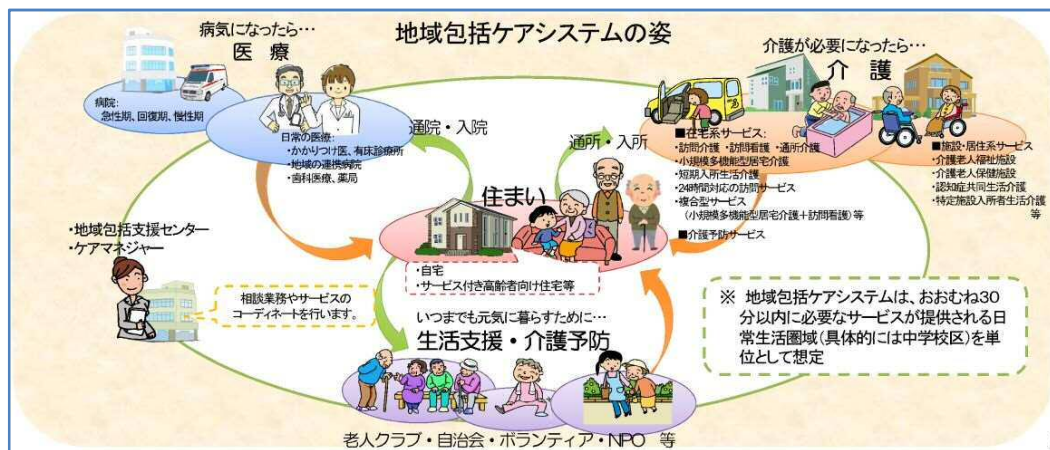 地域包括ケアシステムの姿
病気になったら…
医 療
病院:
急性期、回復期、慢性期
日常の医療:
・かかりつけ医、有床診療所
・地域の連携病院
・歯科医療、薬局
通院・入院
通所・入所
介護が必要になったら…
介 護
■在宅系サービス:
・訪問介護 ・訪問看護 ・通所介護
・小規模多機能型居宅介護
・短期入所生活介護
・24時間対応の訪問サービス
・複合型サービス
(小規模多機能型居宅介護+訪問看護)等
■介護予防サービス
■施設・居住系サービス
・介護老人福祉施設
・介護老人保健施設
・認知症共同生活介護
・特定施設入所者生活介護
等
住まい
・自宅
・サービス付き高齢者向け住宅等
・地域包括支援センター
・ケアマネジャー
相談業務やサービスの
コーディネートを行います。
いつまでも元気に暮らすために…
生活支援・介護予防
老人クラブ・自治会・ボランティア・NPO 等
※ 地域包括ケアシステムは、おおむね30
分以内に必要なサービスが提供される日
常生活圏域(具体的には中学校区)を単
位として想定